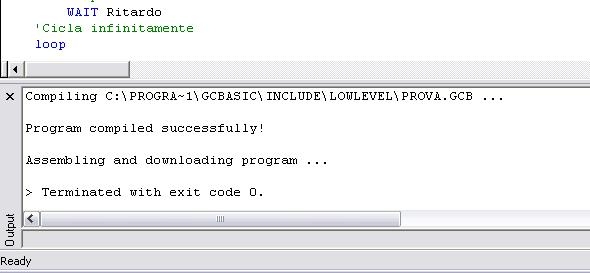 WAIT Ritardo
'Cicla infinitamente
loop
Compiling C:\PROGRA~1\GCBASIC\INCLUDE\LOWLEVEL\PROVA.GCB ...
Program compiled successfully!
Assembling and downloading program ...
> Terminated with exit code 0.
Output
Ready